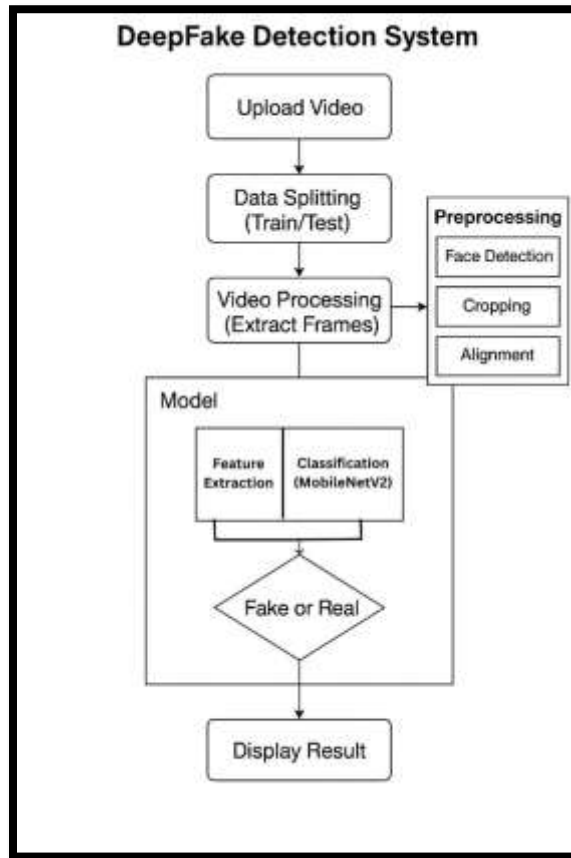 DeepFake Detection System
Upload Video
Data Splitting
(Train/Test)
Video Processing
(Extract Frames)
Preprocessing
Face Detection
Cropping
Alignment
Model
Feature
Extraction
Classification
(MobileNetV2)
Fake or Real
Display Result